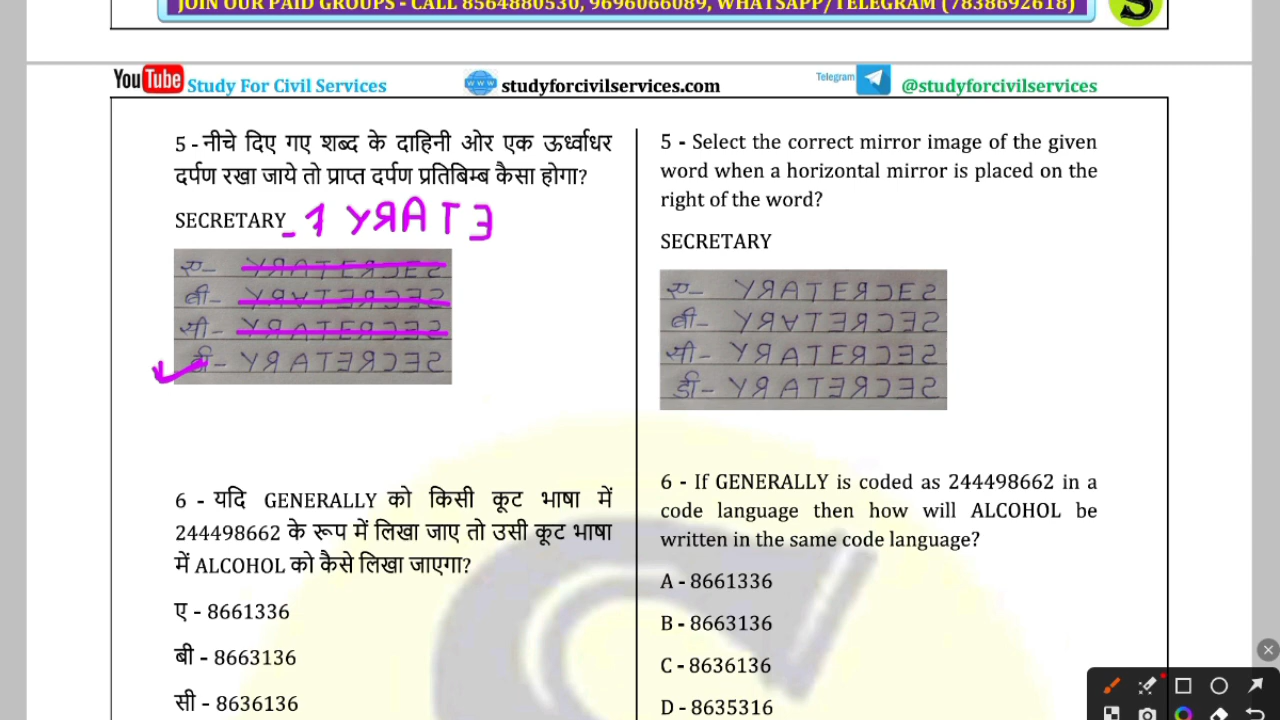 JOIN OUR PAID GROUPS - CALL 8564880530, 9696066089, WHATSAPP/TELEGRAM (7838692618)
S
YouTube Study For Civil Services
www studyforcivilservices.com
Telegram @studyforcivilservices
5 - नीचे दिए गए शब्द के दाहिनी ओर एक ऊर्ध्वाधर
दर्पण रखा जाये तो प्राप्त दर्पण प्रतिबिम्ब कैसा होगा?
SECRETARY
ए-
बी-
सी-
डी-
6 - यदि GENERALLY को किसी कूट भाषा में
244498662 के रूप में लिखा जाए तो उसी कूट भाषा
में ALCOHOL को कैसे लिखा जाएगा?
ए - 8661336
बी - 8663136
सी - 8636136
5 - Select the correct mirror image of the given
word when a horizontal mirror is placed on the
right of the word?
SECRETARY
ए-
बी-
सी-
डी-
6 - If GENERALLY is coded as 244498662 in a
code language then how will ALCOHOL be
written in the same code language?
A - 8661336
B - 8663136
C - 8636136
D - 8635316